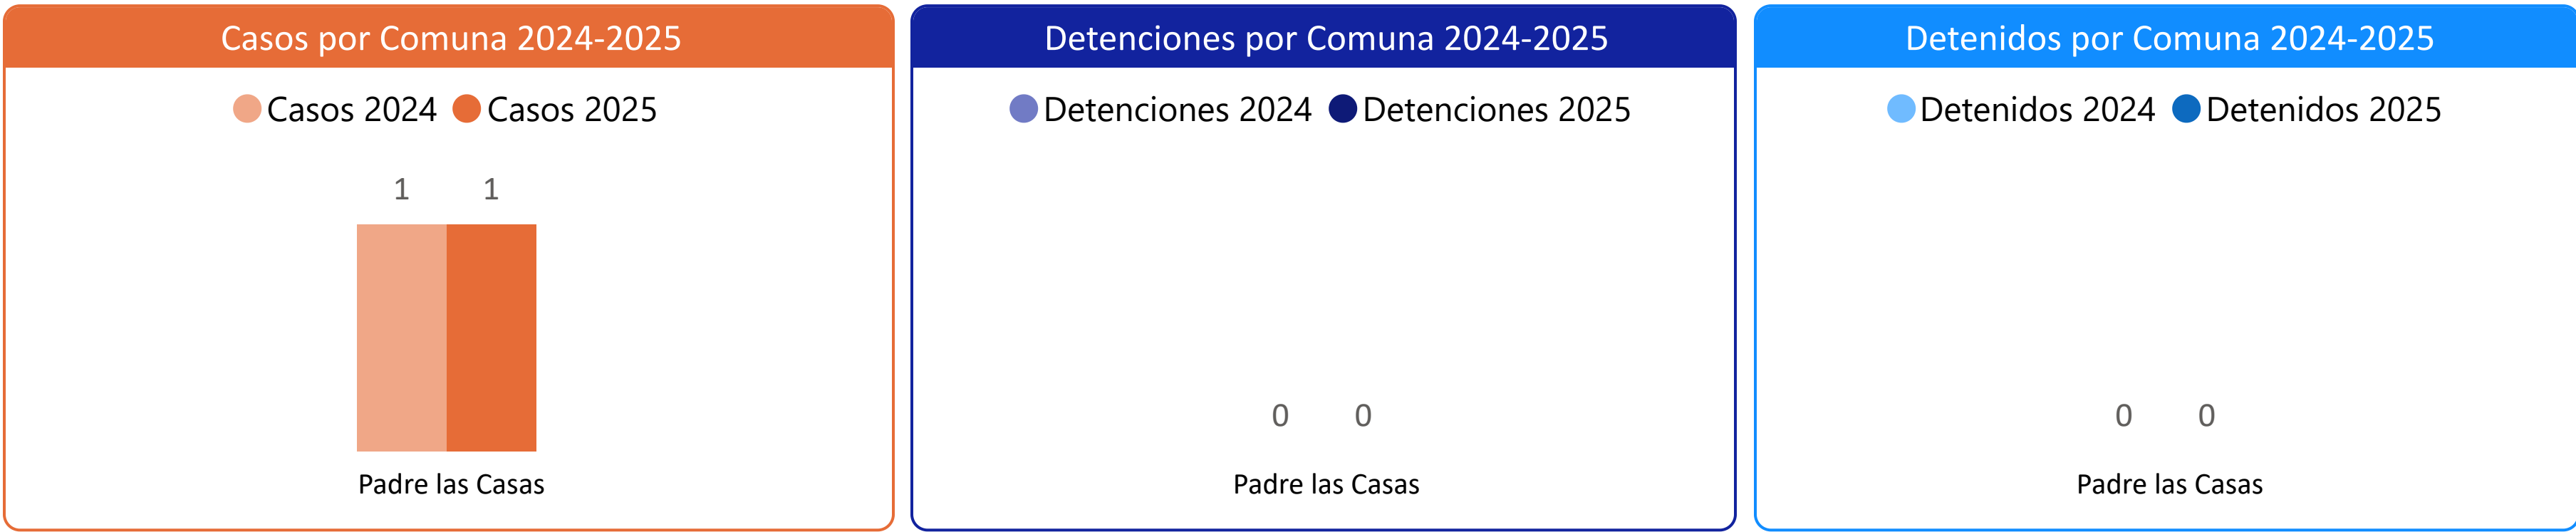 Casos por Comuna 2024-2025
Casos 2024 Casos 2025
1 1
Padre las Casas
Detenciones por Comuna 2024-2025
Detenciones 2024 Detenciones 2025
0 0
Padre las Casas
Detenidos por Comuna 2024-2025
Detenidos 2024 Detenidos 2025
0 0
Padre las Casas